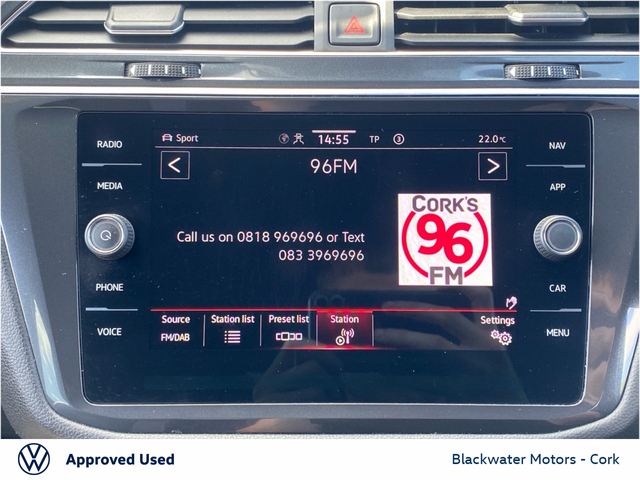 RADIO
MEDIA
PHONE
VOICE
Sport
14:55
TP
3
22.0°C
<
96FM
>
Call us on 0818 969696 or Text
083 3969696
CORK'S
96
FM
Source
FM/DAB
Station list
Preset list
Station
Settings
NAV
APP
CAR
MENU
Approved Used
Blackwater Motors - Cork